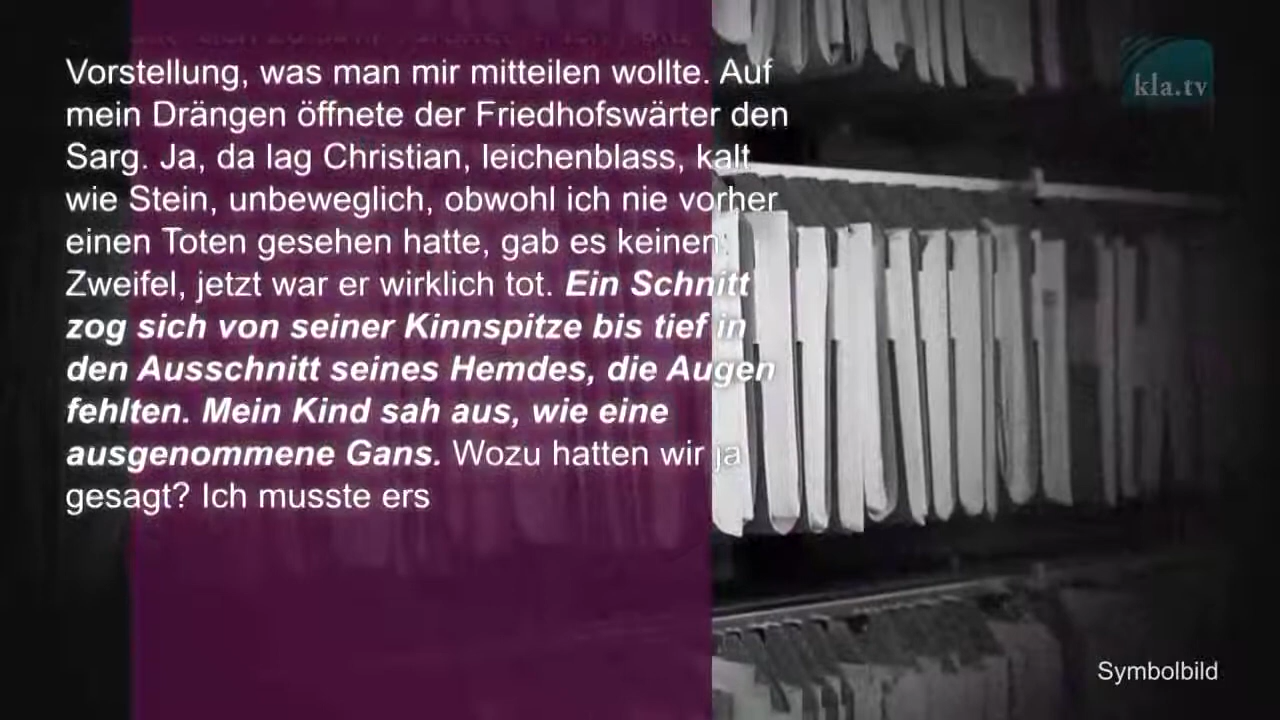 Vorstellung, was man mir mitteilen wollte. Auf
mein Drängen öffnete der Friedhofswärter den
Sarg. Ja, da lag Christian, leichenblass, kalt
wie Stein, unbeweglich, obwohl ich nie vorher
einen Toten gesehen hatte, gab es keinen
Zweifel, jetzt war er wirklich tot. Ein Schnitt
zog sich von seiner Kinnspitze bis tief in
den Ausschnitt seines Hemdes, die Augen
fehlten. Mein Kind sah aus, wie eine
ausgenommene Gans. Wozu hatten wir ja
gesagt? Ich musste ers
kla.tv
Symbolbild